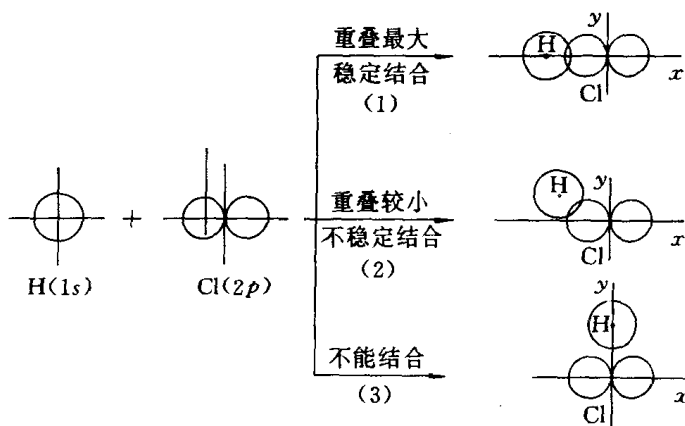 重叠最大
稳定结合
(1)
H
y
x
Cl
H(1s)
+
Cl(2p)
重叠较小
不稳定结合
(2)
H
y
x
Cl
不能结合
(3)
y
H
x
Cl